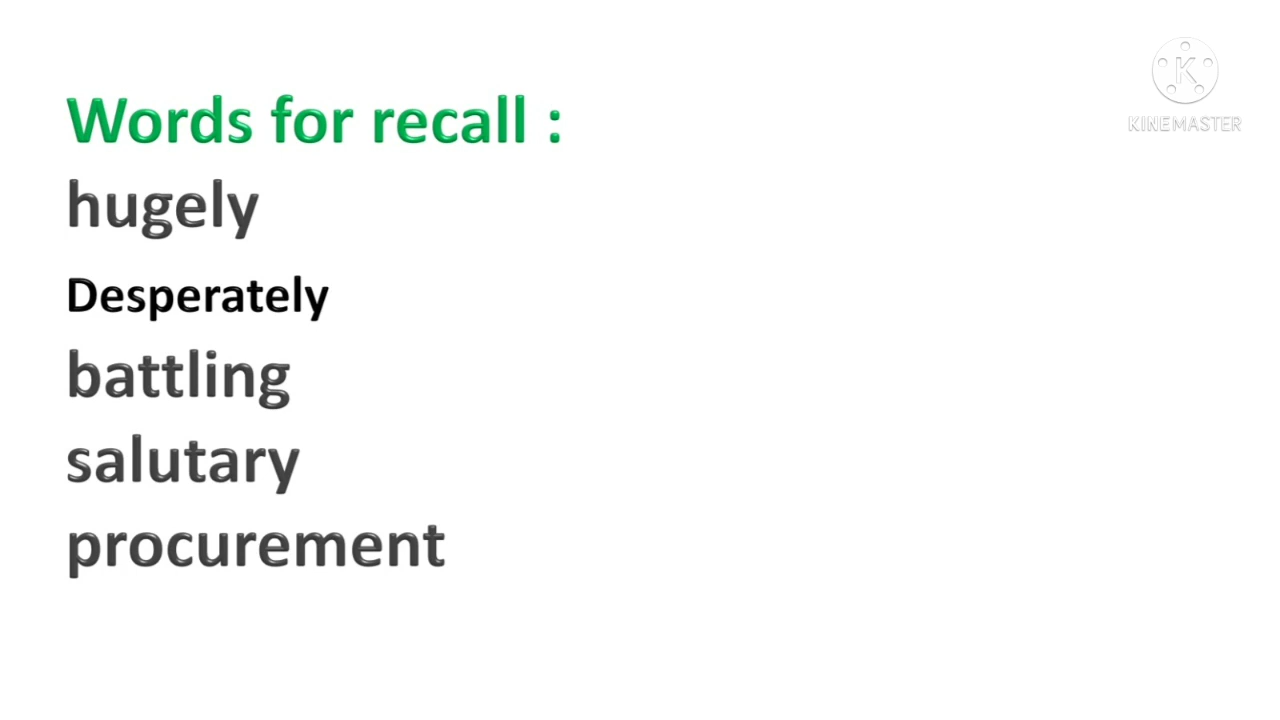 Words for recall :
hugely
Desperately
battling
salutary
procurement
KINEMASTER